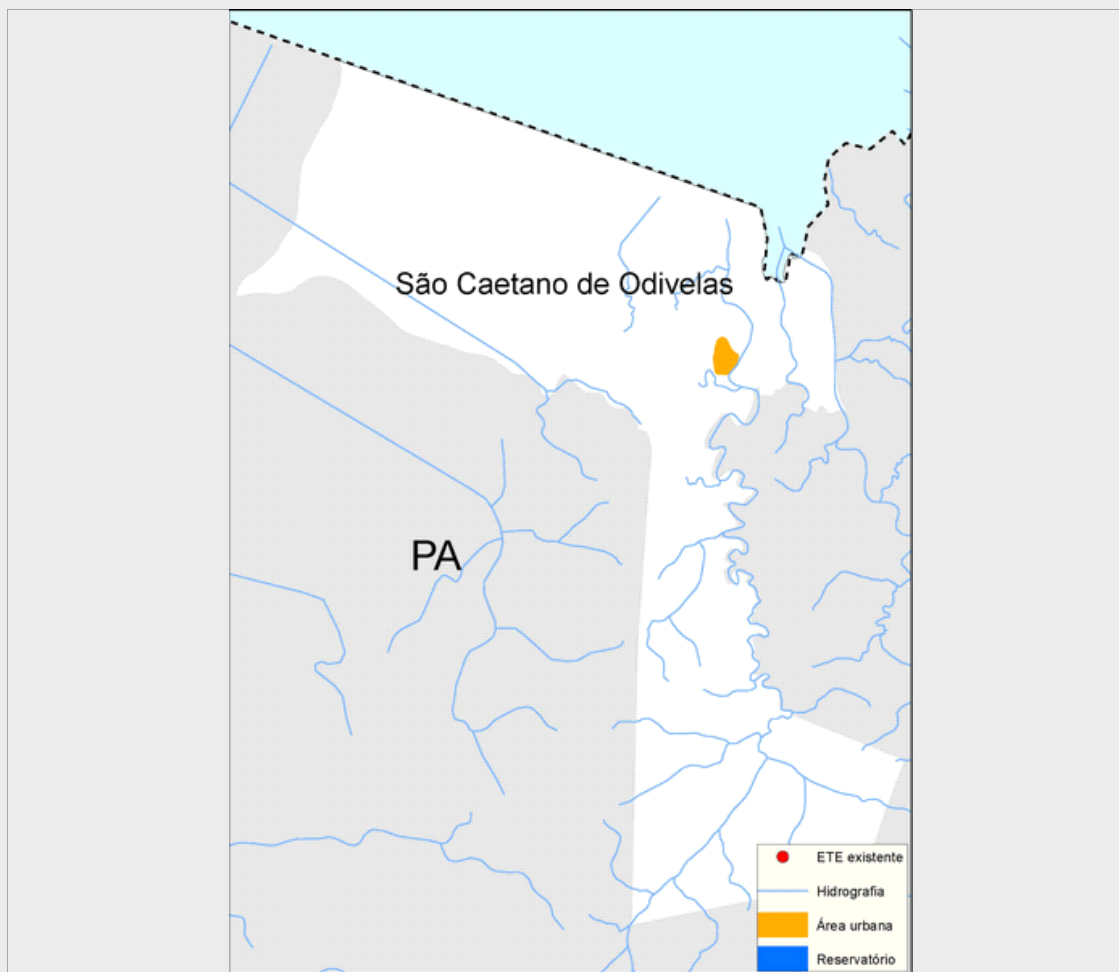 São Caetano de Odivelas
PA
ETE existente
Hidrografia
Área urbana
Reservatório